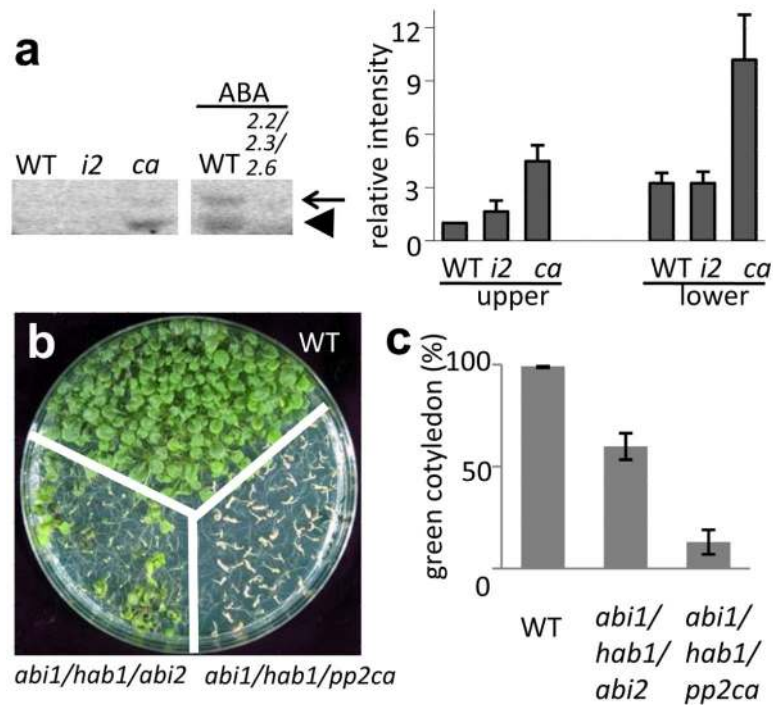 a
ABA
2.2/
2.3/
2.6
WT i2 ca WT
relative intensity
12
9
6
3
0
WT i2 ca WT i2 ca
upper lower
b
WT
abi1/hab1/abi2 abi1/hab1/pp2ca
c
green cotyledon (%)
100
50
0
WT
abi1/
hab1/
abi2
abi1/
hab1/
pp2ca